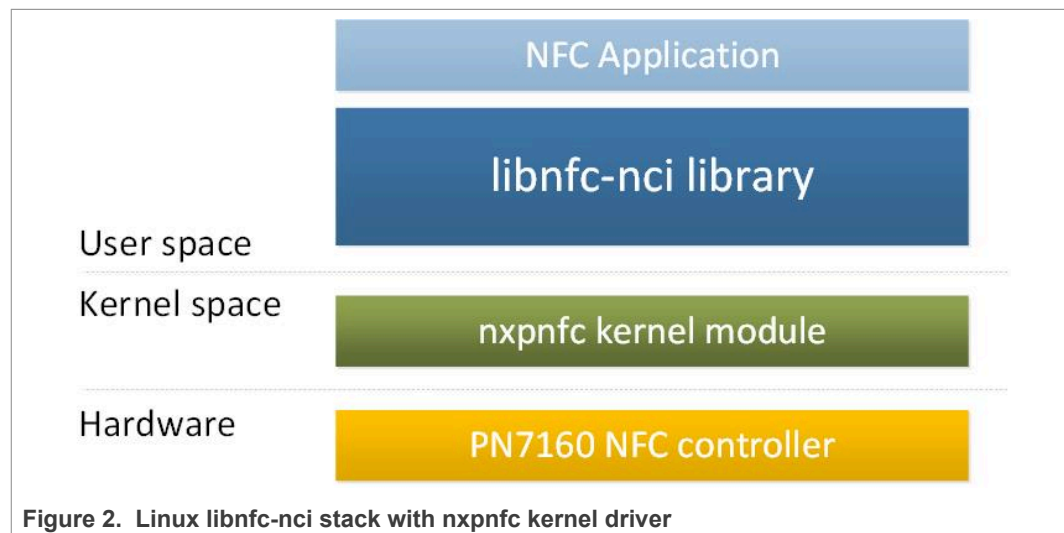 NFC Application
libnfc-nci library
User space
Kernel space
nxpnfc kernel module
Hardware
PN7160 NFC controller
Figure 2. Linux libnfc-nci stack with nxpnfc kernel driver